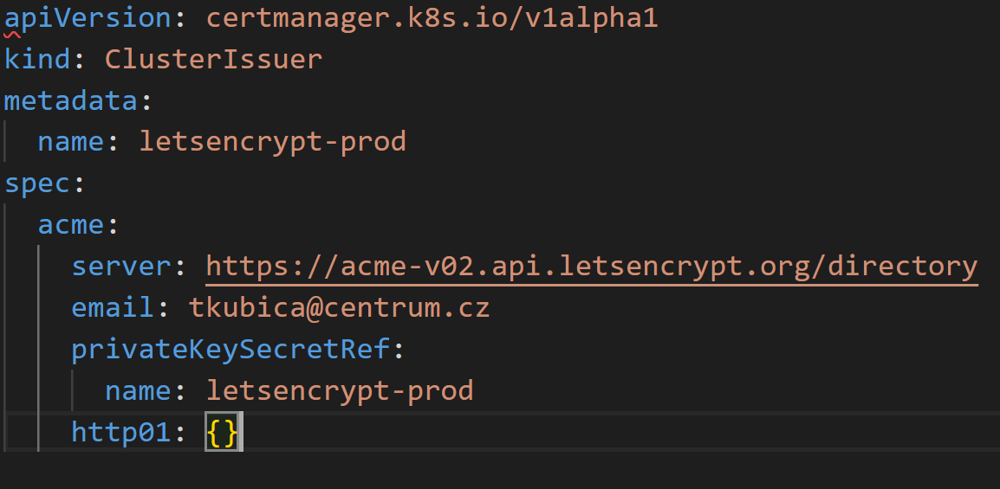 apiVersion: certmanager.k8s.io/v1alpha1
kind: ClusterIssuer
metadata:
  name: letsencrypt-prod
spec:
  acme:
    server: https://acme-v02.api.letsencrypt.org/directory
    email: tkubica@centrum.cz
    privateKeySecretRef:
      name: letsencrypt-prod
    http01: {}